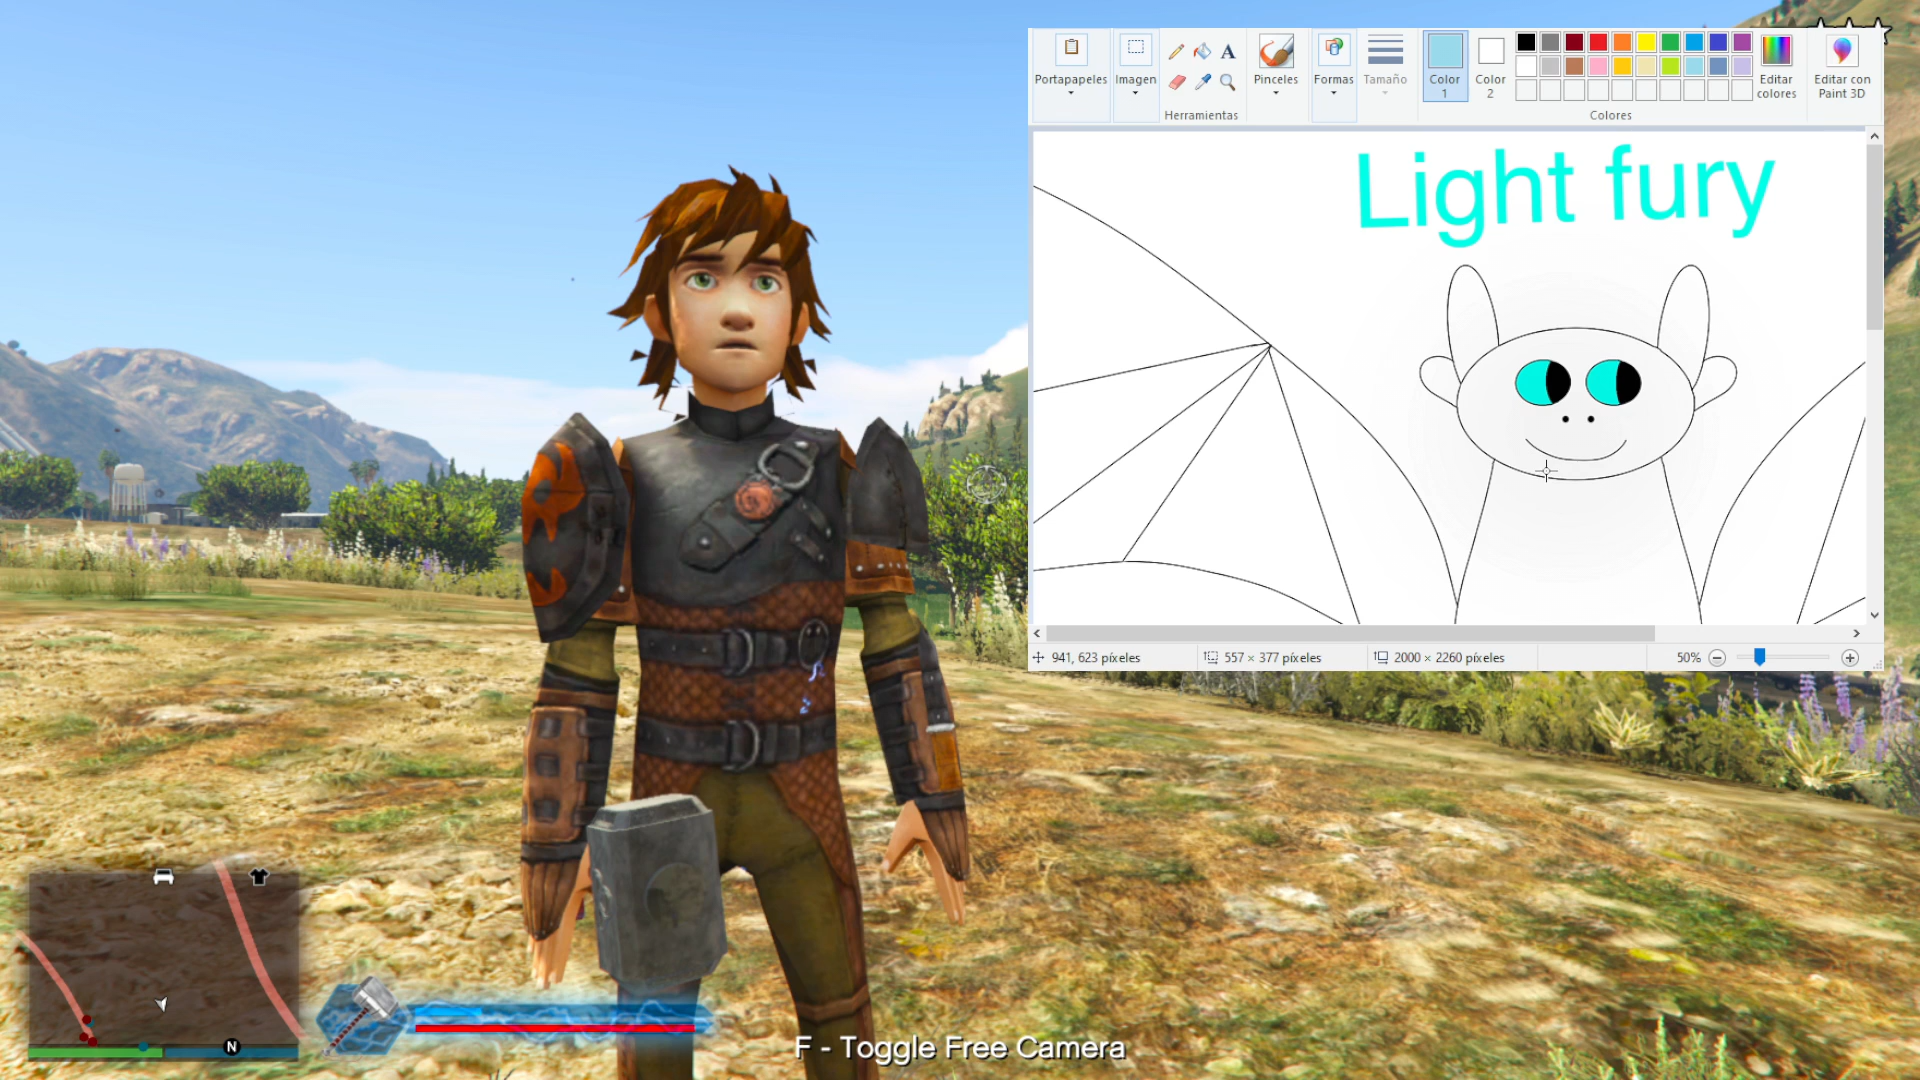 Portapapeles
Imagen
Herramientas
Pinceles
Formas
Tamaño
Color 1
Color 2
Colores
Editar colores
Editar con Paint 3D
Light fury
941, 623 píxeles
557 × 377 píxeles
2000 × 2260 píxeles
50%
N
F - Toggle Free Camera